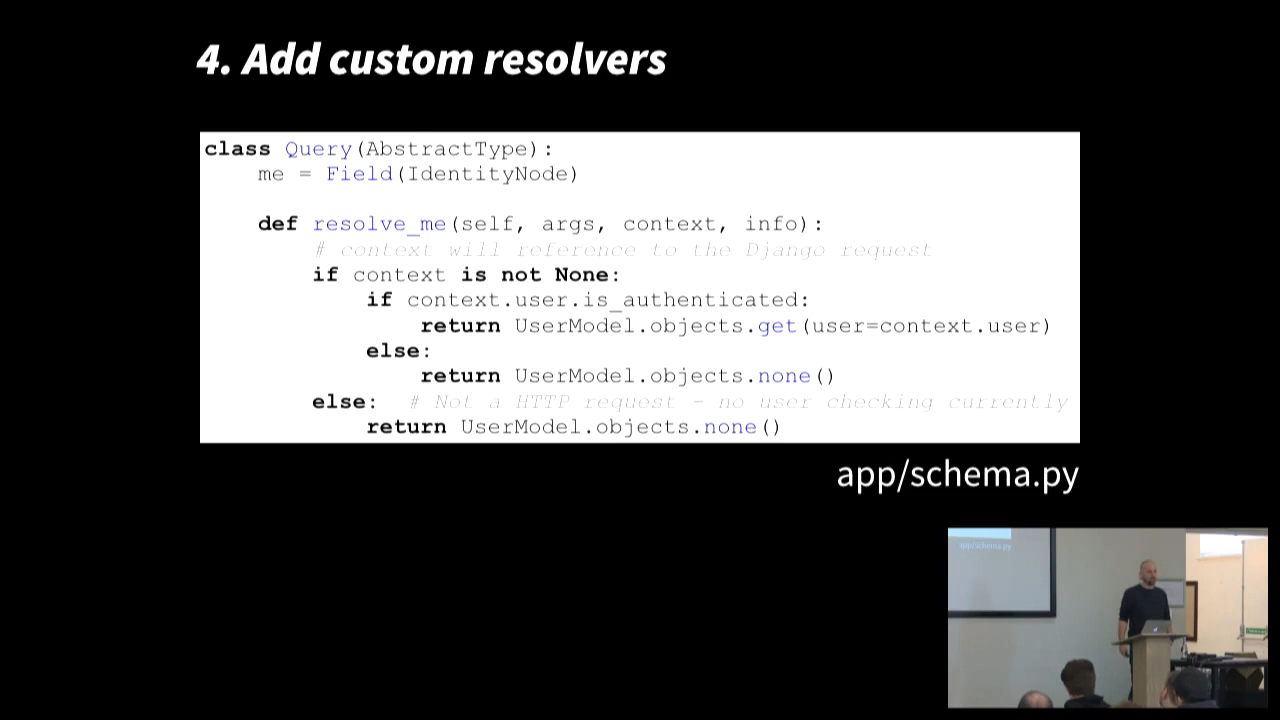 4. Add custom resolvers
class Query(AbstractType):
    me = Field(IdentityNode)
    def resolve_me(self, args, context, info):
        # context will reference to the Django request
        if context is not None:
            if context.user.is_authenticated:
                return UserModel.objects.get(user=context.user)
            else:
                return UserModel.objects.none()
        else:  # Not a HTTP request - no user checking currently
            return UserModel.objects.none()
app/schema.py
app/schema.py